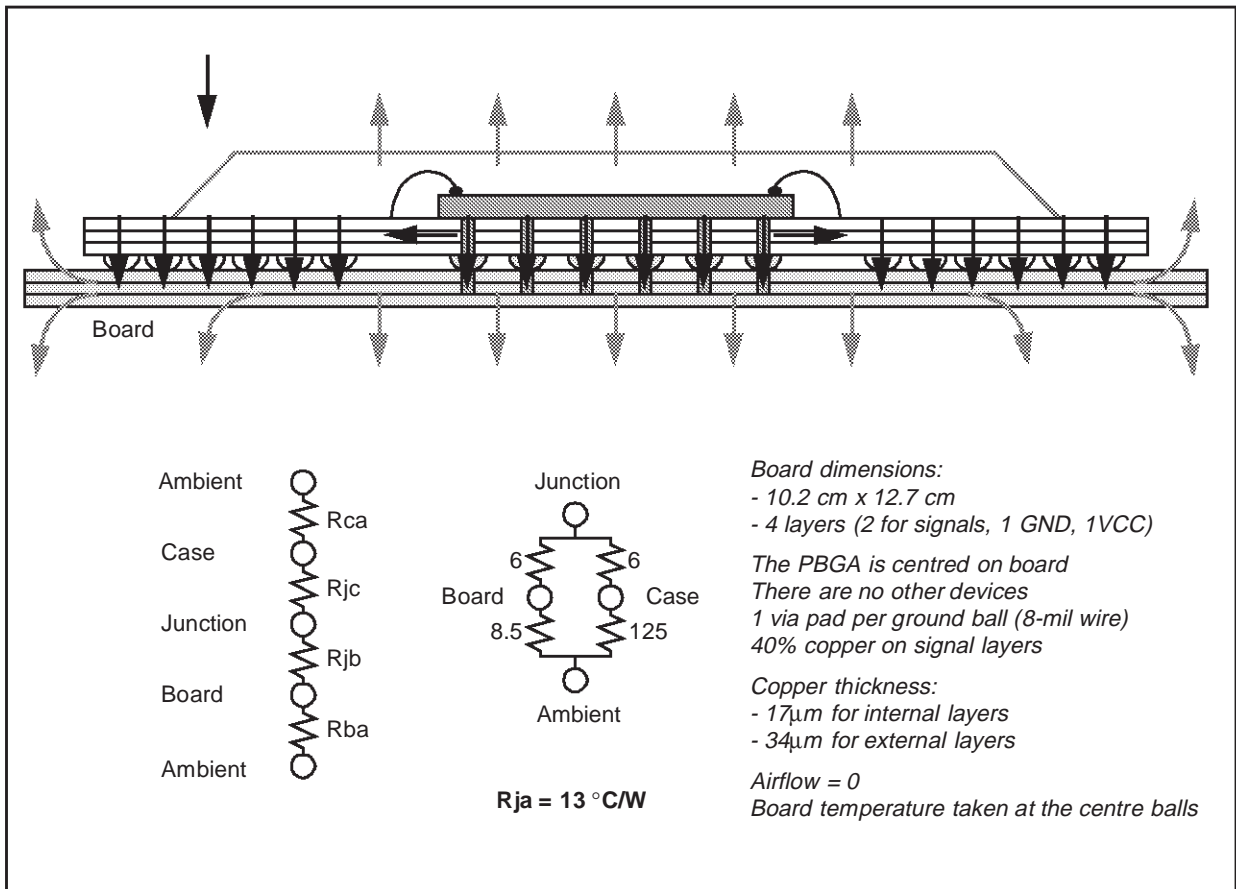 Board
Ambient
Rca
Case
Rjc
Junction
Rjb
Board
Rba
Ambient
Junction
6
6
Board
Case
8.5
125
Ambient
Rja = 13 °C/W
Board dimensions:
- 10.2 cm x 12.7 cm
- 4 layers (2 for signals, 1 GND, 1VCC)
The PBGA is centred on board
There are no other devices
1 via pad per ground ball (8-mil wire)
40% copper on signal layers
Copper thickness:
- 17μm for internal layers
- 34μm for external layers
Airflow = 0
Board temperature taken at the centre balls